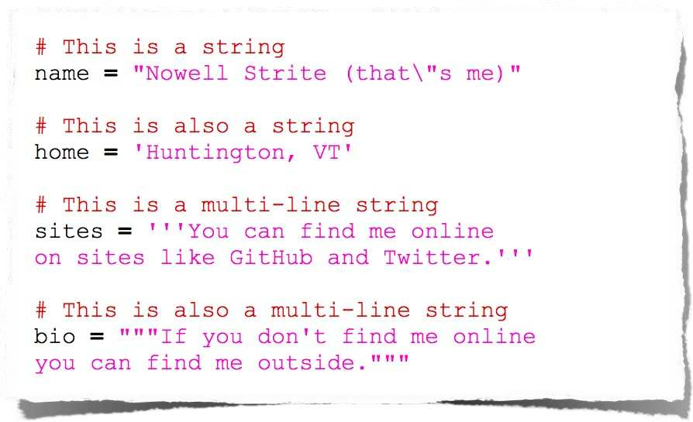 # This is a string
name = "Nowell Strite (that\"s me)"
# This is also a string
home = 'Huntington, VT'
# This is a multi-line string
sites = '''You can find me online
on sites like GitHub and Twitter.'''
# This is also a multi-line string
bio = """If you don't find me online
you can find me outside."""